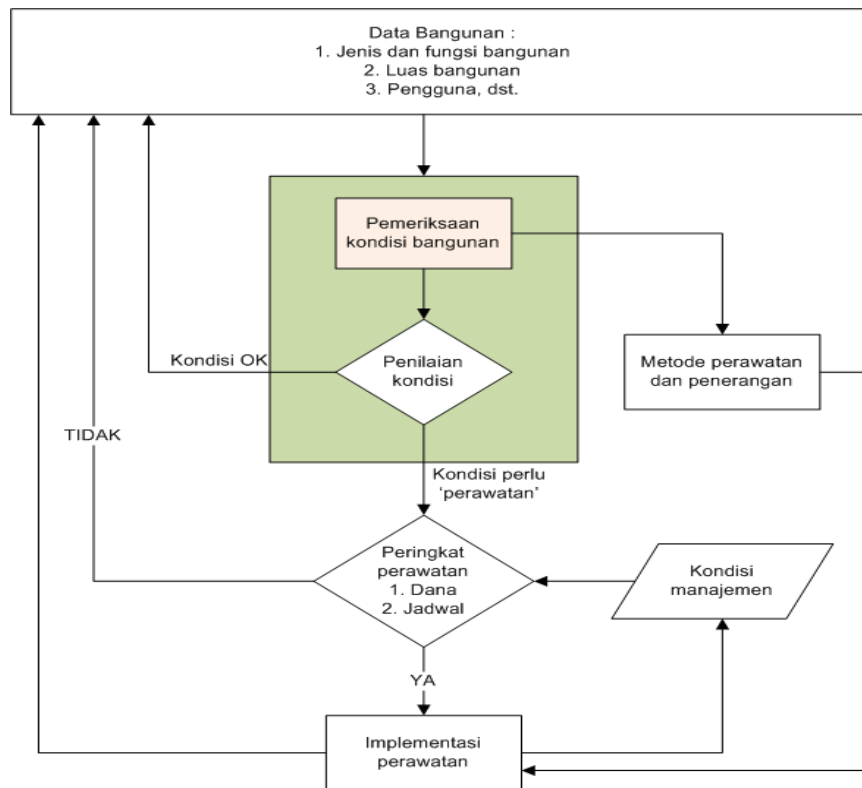 Data Bangunan :
1. Jenis dan fungsi bangunan
2. Luas bangunan
3. Pengguna, dst.
Pemeriksaan
kondisi bangunan
Kondisi OK
Penilaian
kondisi
Metode perawatan
dan penerangan
TIDAK
Kondisi perlu
‘perawatan’
Peringkat
perawatan
1. Dana
2. Jadwal
Kondisi
manajemen
YA
Implementasi
perawatan